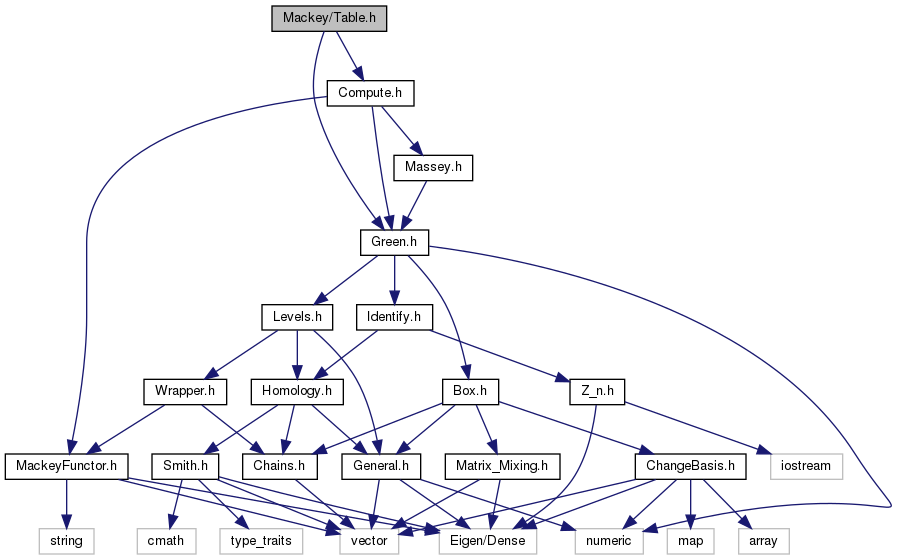 Mackey/Table.h
Compute.h
Massey.h
Green.h
Levels.h
Identify.h
Wrapper.h
Homology.h
Box.h
Z_n.h
MackeyFunctor.h
Smith.h
Chains.h
General.h
Matrix_Mixing.h
ChangeBasis.h
iostream
string
cmath
type_traits
vector
Eigen/Dense
numeric
map
array